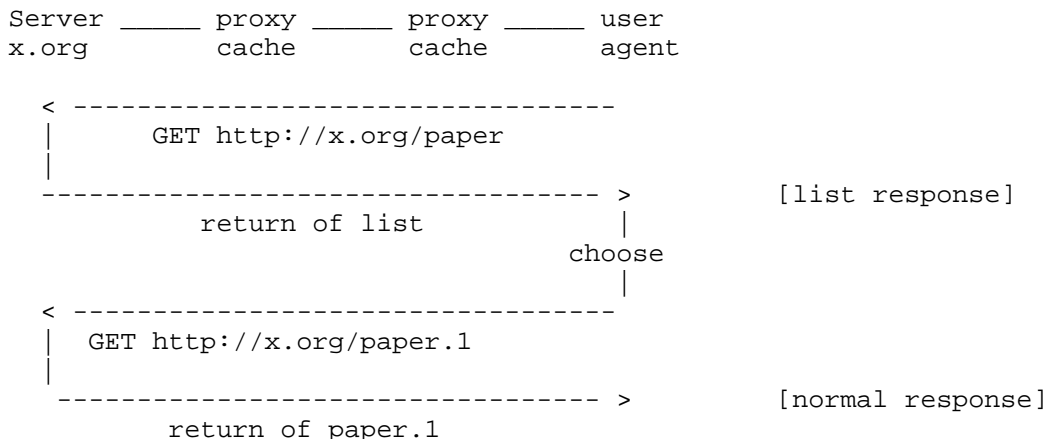 Server _____ proxy _____ proxy _____ user
x.org        cache       cache       agent

  < ----------------------------------
  |      GET http://x.org/paper
  |
  ----------------------------------- >         [list response]
            return of list            |
                                   choose
                                      |
  < ----------------------------------
  |  GET http://x.org/paper.1
  |
   ---------------------------------- >         [normal response]
          return of paper.1